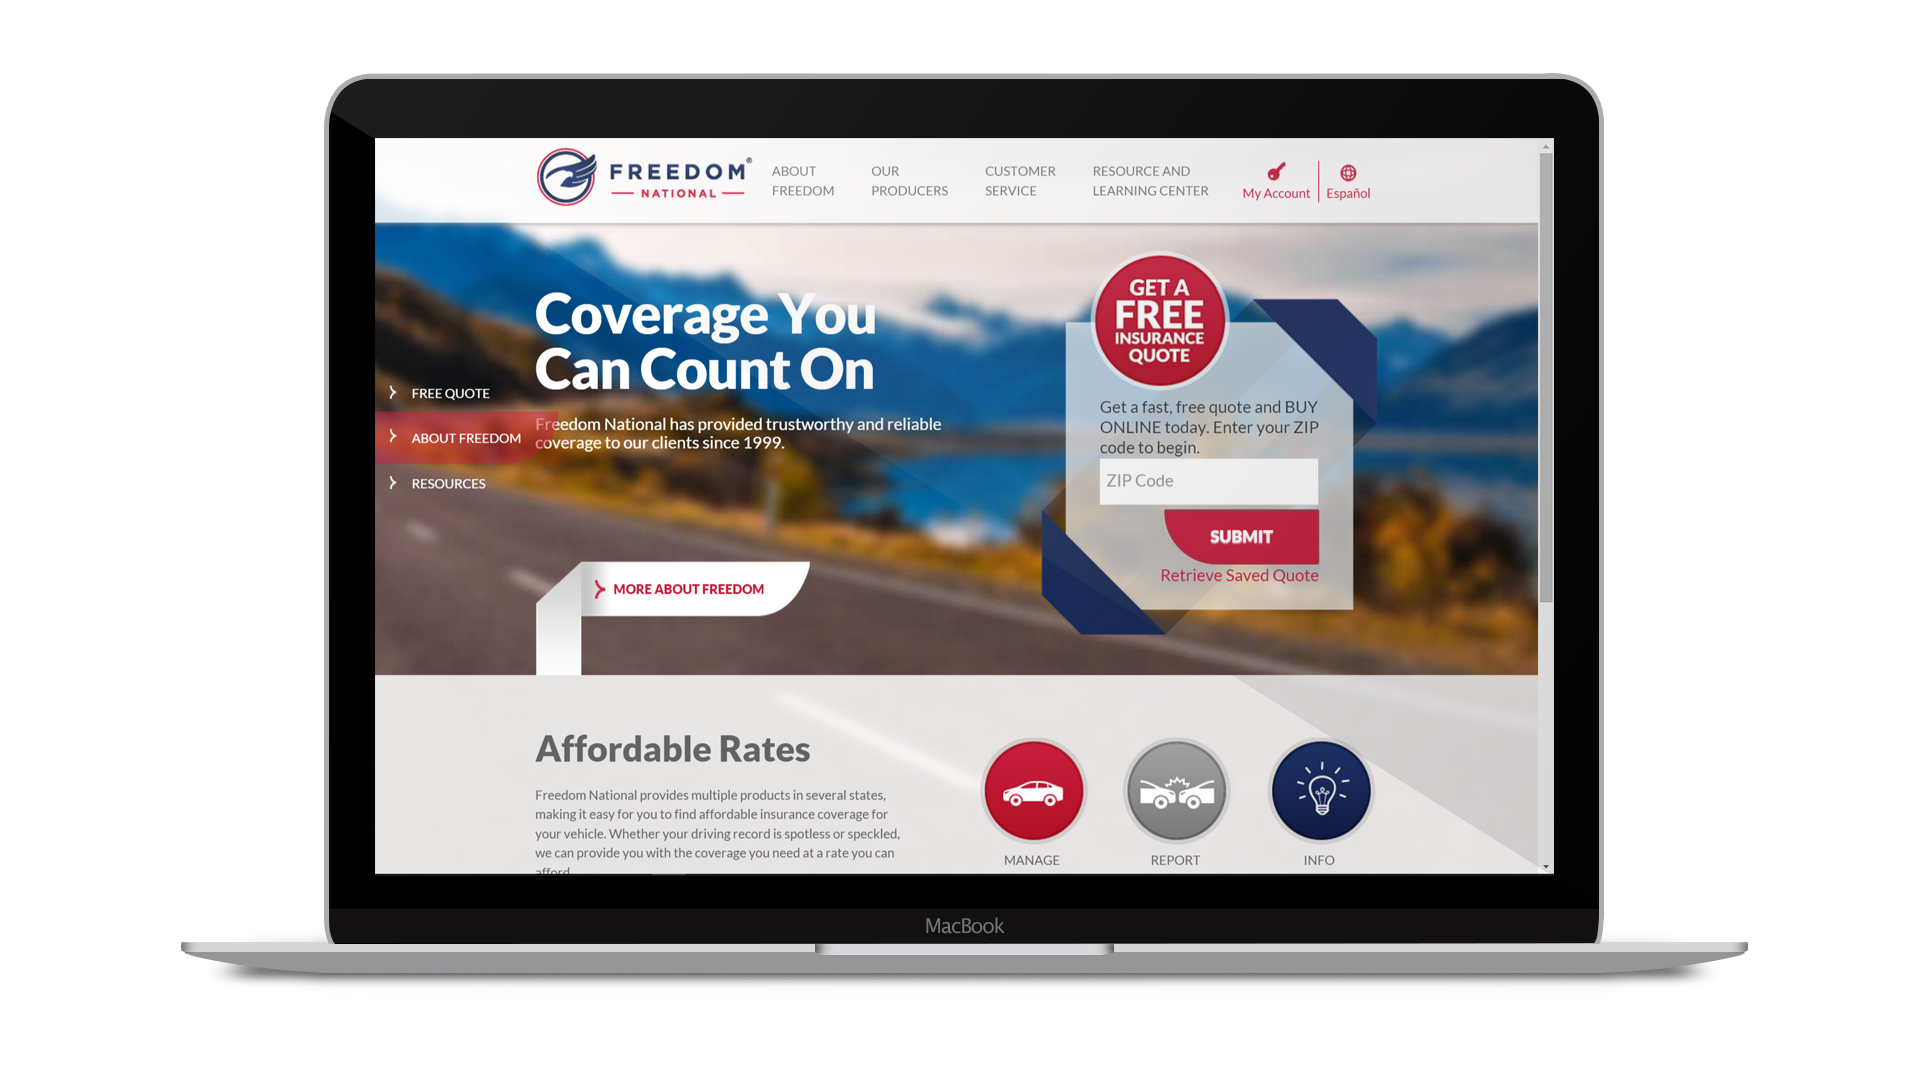 FREEDOM®
NATIONAL
ABOUT
FREEDOM
OUR
PRODUCERS
CUSTOMER
SERVICE
RESOURCE AND
LEARNING CENTER
My Account
Español
Coverage You
Can Count On
Freedom National has provided trustworthy and reliable
coverage to our clients since 1999.
FREE QUOTE
ABOUT FREEDOM
RESOURCES
MORE ABOUT FREEDOM
GET A
FREE
INSURANCE
QUOTE
Get a fast, free quote and BUY
ONLINE today. Enter your ZIP
code to begin.
ZIP Code
SUBMIT
Retrieve Saved Quote
Affordable Rates
Freedom National provides multiple products in several states,
making it easy for you to find affordable insurance coverage for
your vehicle. Whether your driving record is spotless or speckled,
we can provide you with the coverage you need at a rate you can
afford.
MANAGE
REPORT
INFO
MacBook